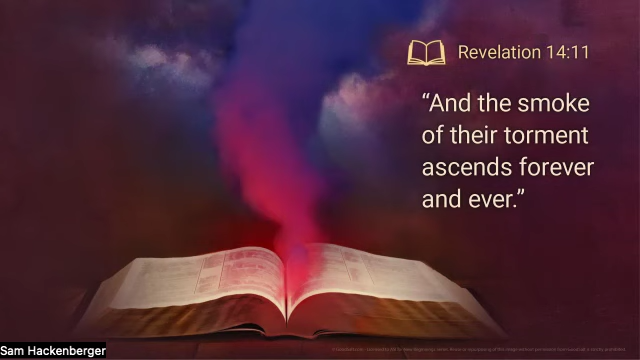 Revelation 14:11
“And the smoke
of their torment
ascends forever
and ever.”
Sam Hackenberger